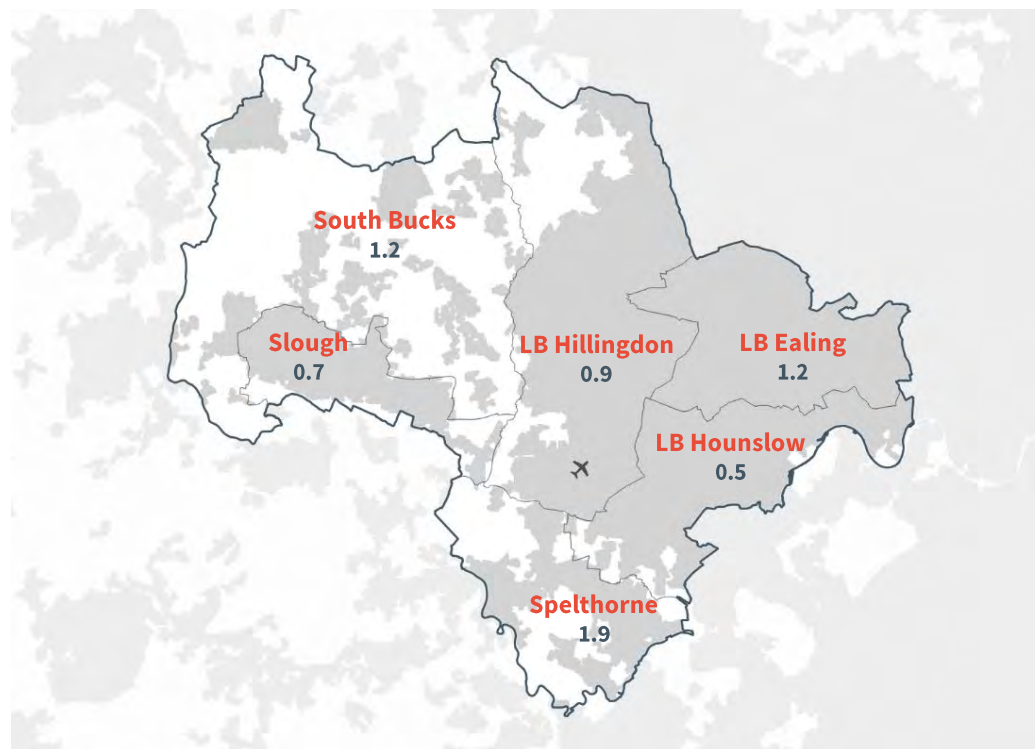 South Bucks
1.2
Slough
0.7
LB Hillingdon
0.9
LB Ealing
1.2
LB Hounslow
0.5
Spelthorne
1.9